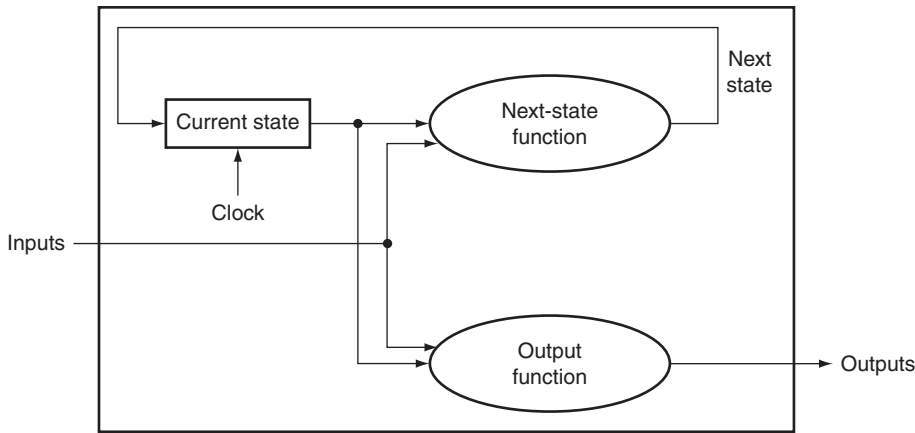 Next
state
Next-state
function
Current state
Clock
Inputs
Output
function
Outputs